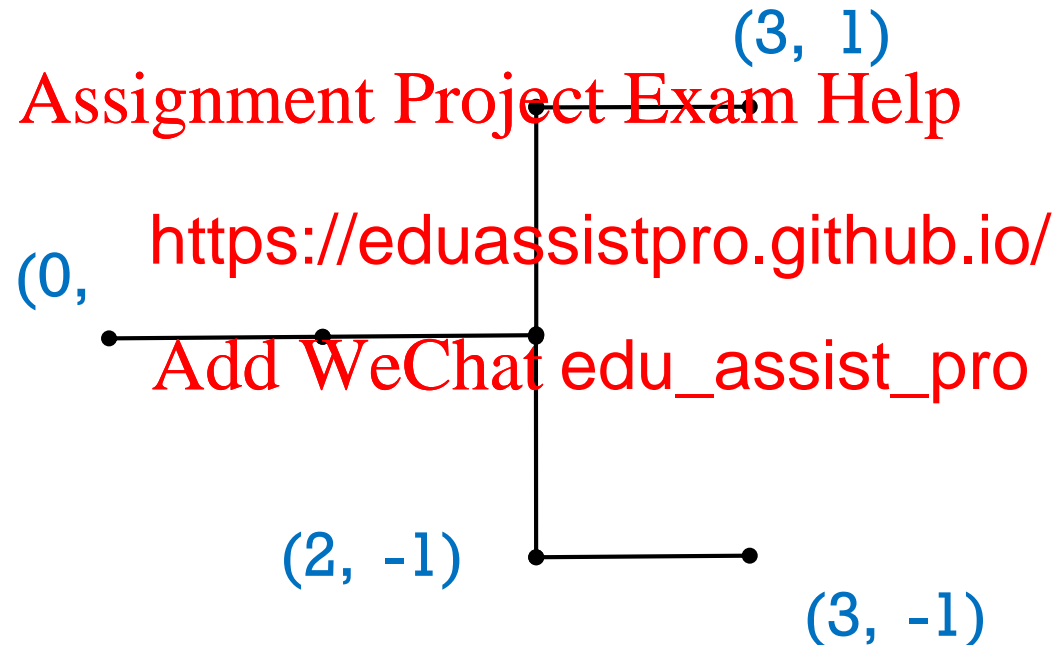 (3, 1)
Assignment Project Exam Help
https://eduassistpro.github.io/
(0,
Add WeChat edu_assist_pro
(2, -1)
(3, -1)